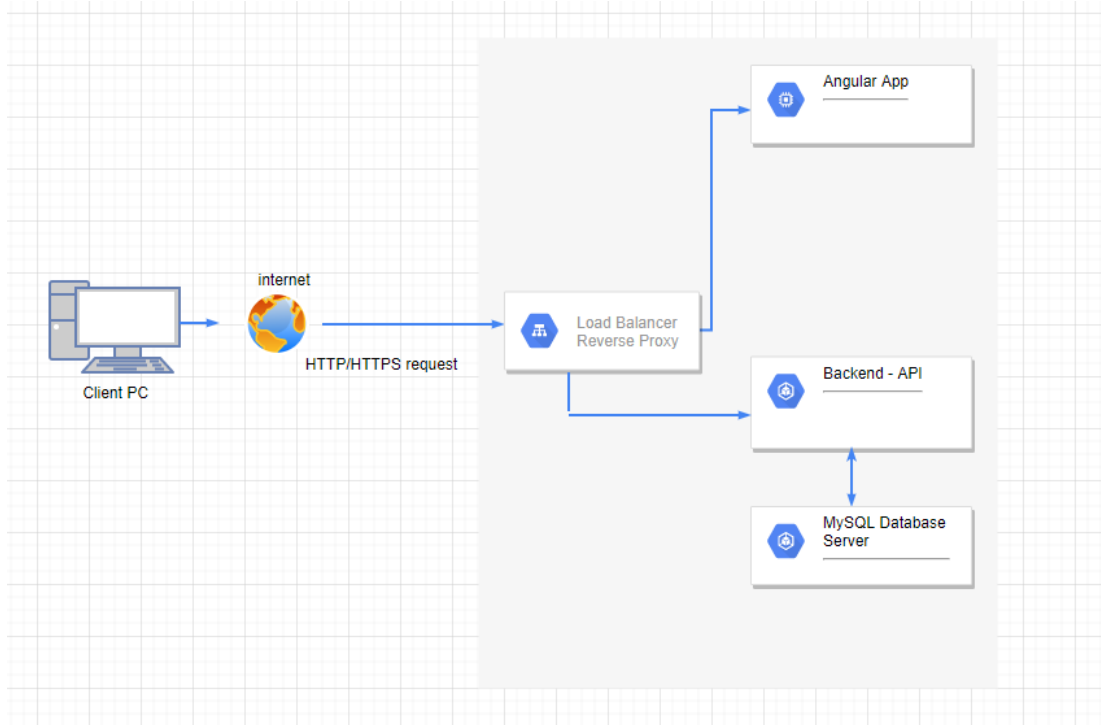 Angular App
internet
Load Balancer
Reverse Proxy
HTTP/HTTPS request
Backend - API
Client PC
MySQL Database
Server